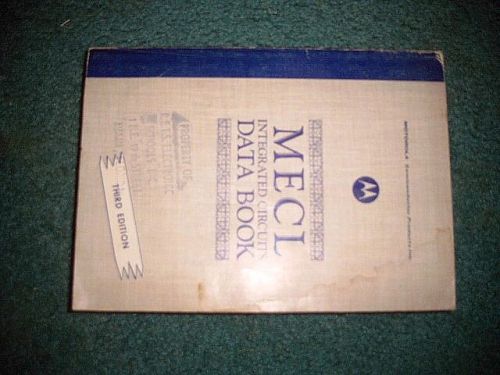 MOTOROLA Semiconductor Products Inc.
MECL
INTEGRATED CIRCUITS
DATA BOOK
PROPERTY OF
THIRD EDITION